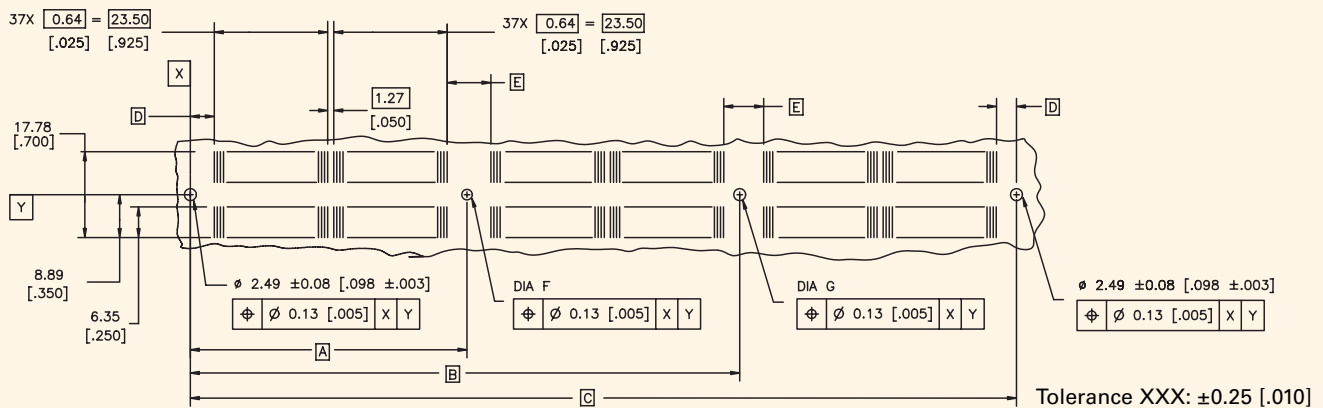 37X 0.64 = 23.50
[.025] [.925]
37X 0.64 = 23.50
[.025] [.925]
X
E
1.27
[.050]
D
E
D
17.78
[.700]
Y
8.89
[.350]
6.35
[.250]
ø 2.49 ±0.08 [.098 ±.003]
⌖ Ø 0.13 [.005] X Y
DIA F
⌖ Ø 0.13 [.005] X Y
DIA G
⌖ Ø 0.13 [.005] X Y
ø 2.49 ±0.08 [.098 ±.003]
⌖ Ø 0.13 [.005] X Y
A
B
C
Tolerance XXX: ±0.25 [.010]